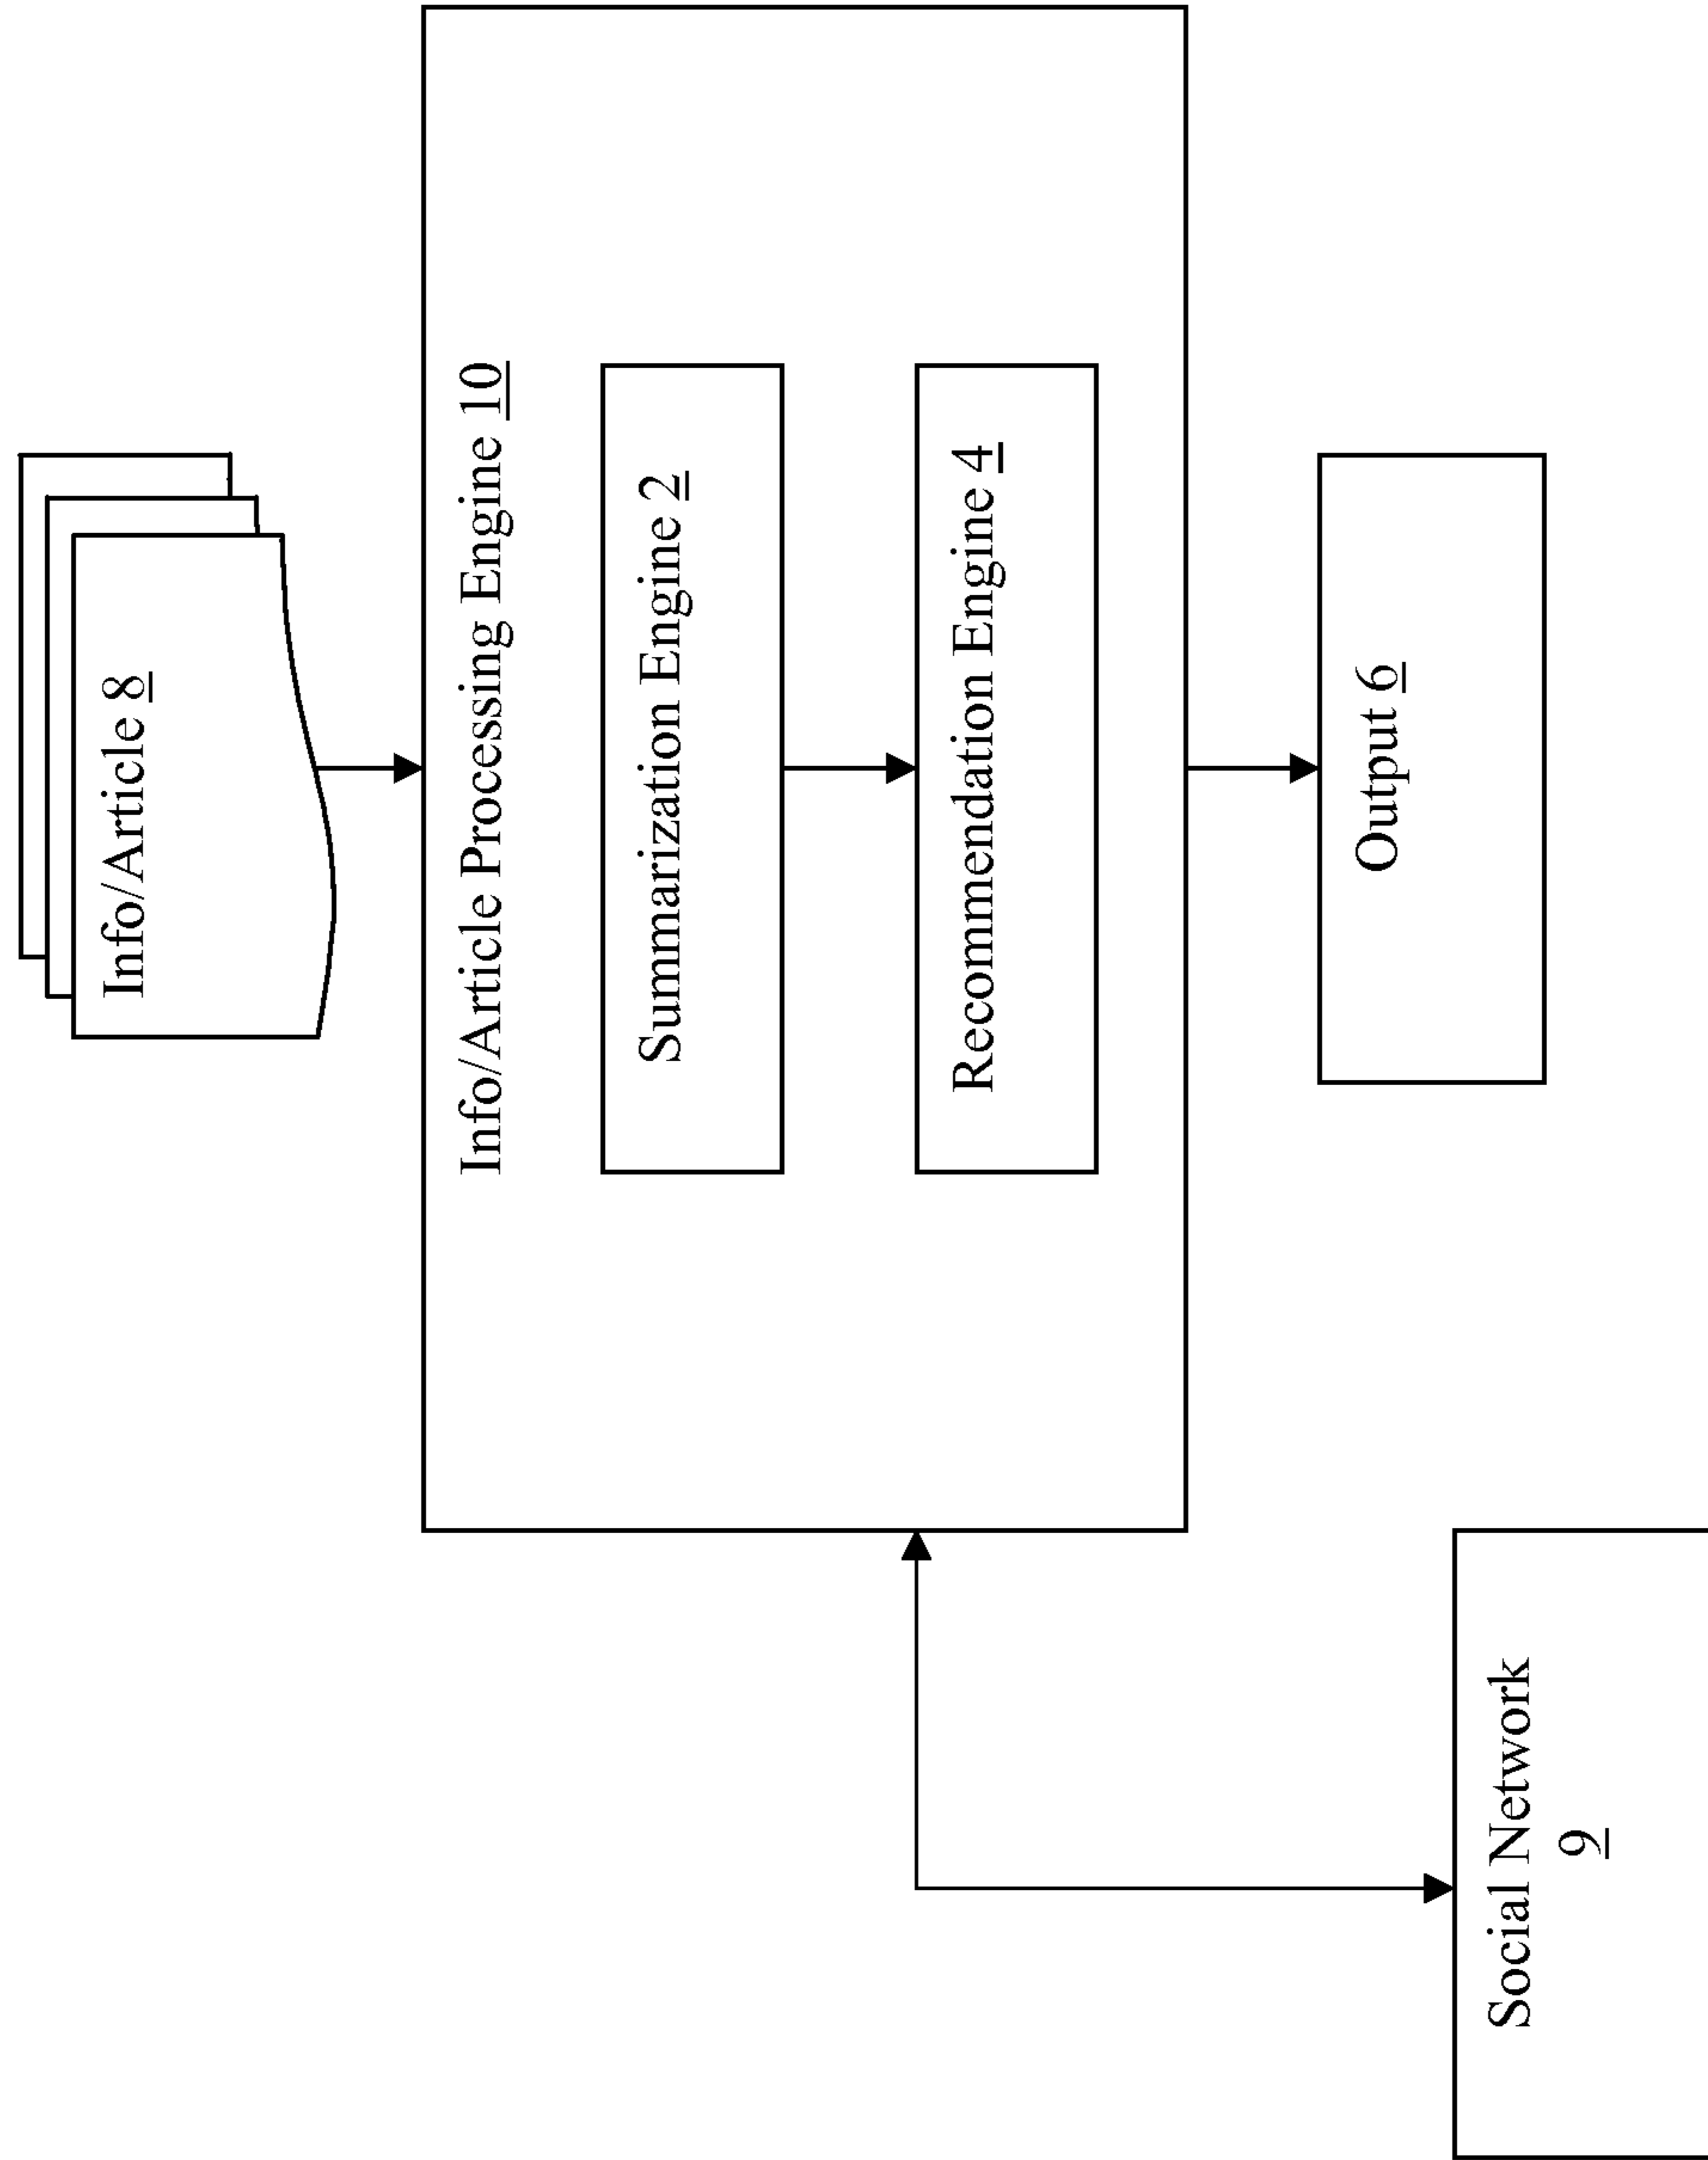 Info/Article 8
Info/Article Processing Engine 10
Summarization Engine 2
Recommendation Engine 4
Output 6
Social Network
9